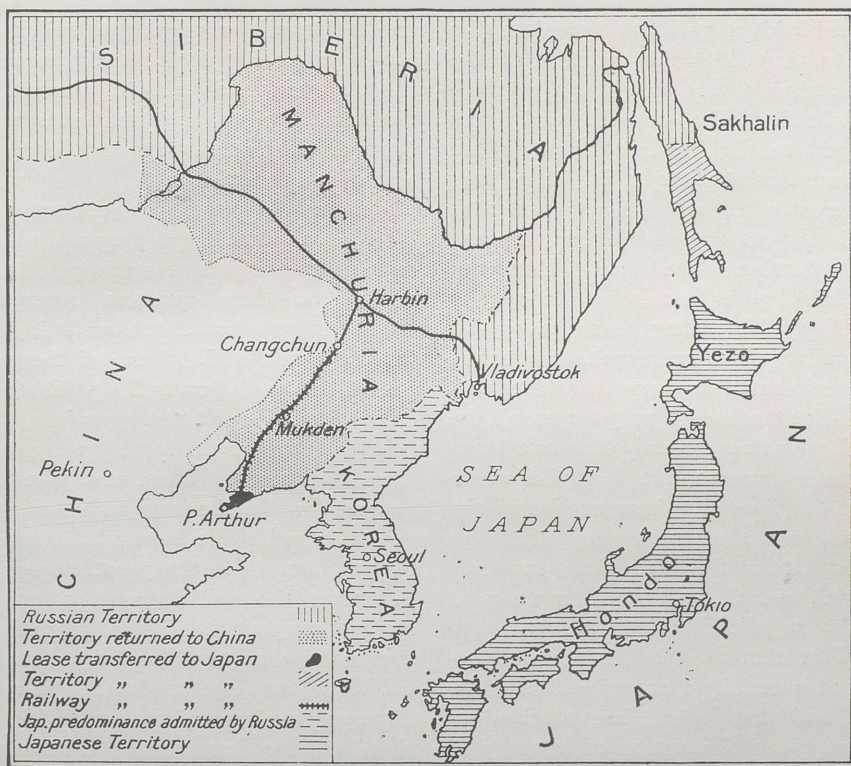 SIBERIA
MANCHURIA
Sakhalin
Harbin
Changchun
Yezo
Vladivostok
CHINA
Mukden
Pekin
P. Arthur
KOREA
Seoul
SEA OF
JAPAN
Hondo
Tokio
JAPAN
Russian Territory
Territory returned to China
Lease transferred to Japan
Territory „ „ „
Railway „ „ „
Jap. predominance admitted by Russia
Japanese Territory